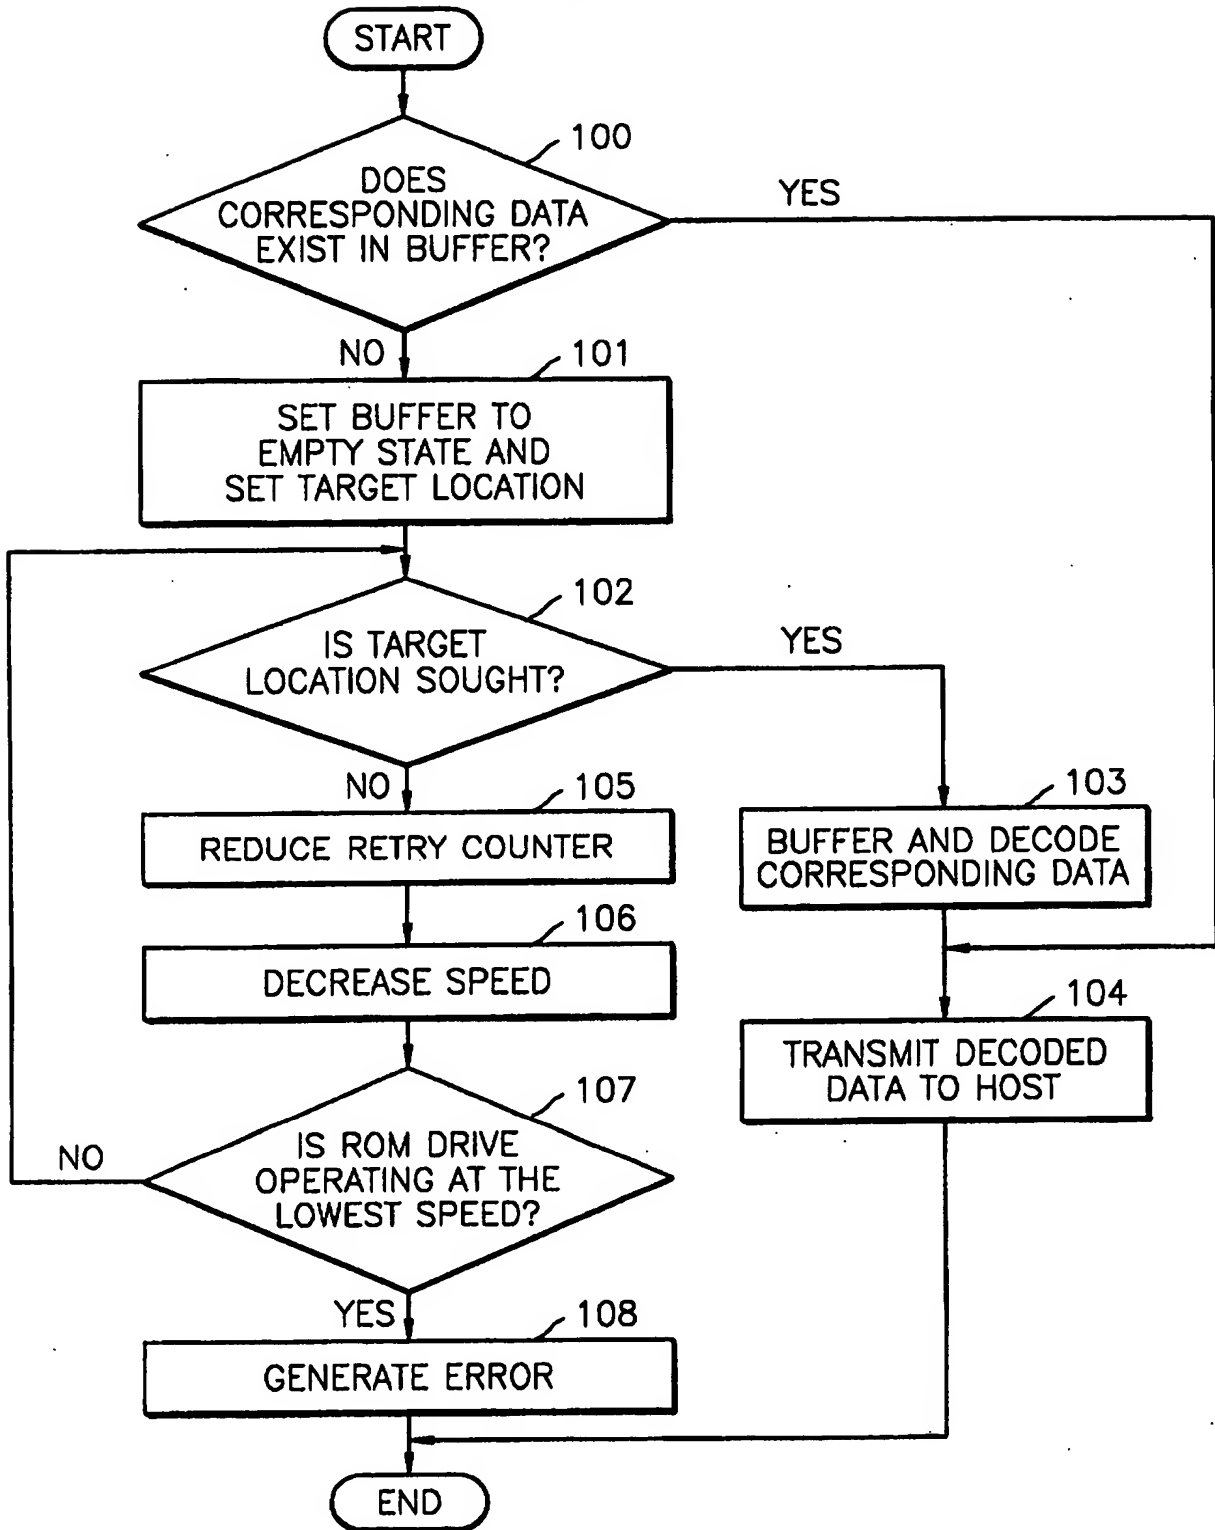 START
100
DOES
CORRESPONDING DATA
EXIST IN BUFFER?
YES
NO
101
SET BUFFER TO
EMPTY STATE AND
SET TARGET LOCATION
102
IS TARGET
LOCATION SOUGHT?
YES
NO
105
REDUCE RETRY COUNTER
103
BUFFER AND DECODE
CORRESPONDING DATA
106
DECREASE SPEED
104
TRANSMIT DECODED
DATA TO HOST
107
IS ROM DRIVE
OPERATING AT THE
LOWEST SPEED?
NO
YES
108
GENERATE ERROR
END